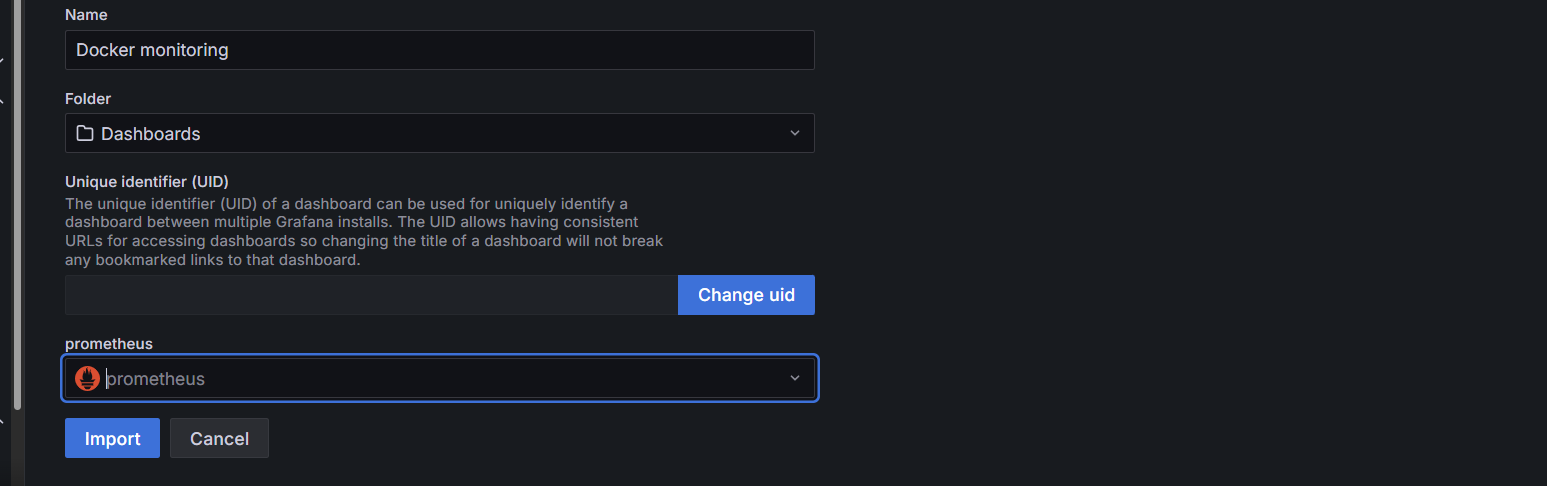 Name
Docker monitoring
Folder
Dashboards
Unique identifier (UID)
The unique identifier (UID) of a dashboard can be used for uniquely identify a
dashboard between multiple Grafana installs. The UID allows having consistent
URLs for accessing dashboards so changing the title of a dashboard will not break
any bookmarked links to that dashboard.
Change uid
prometheus
prometheus
Import Cancel